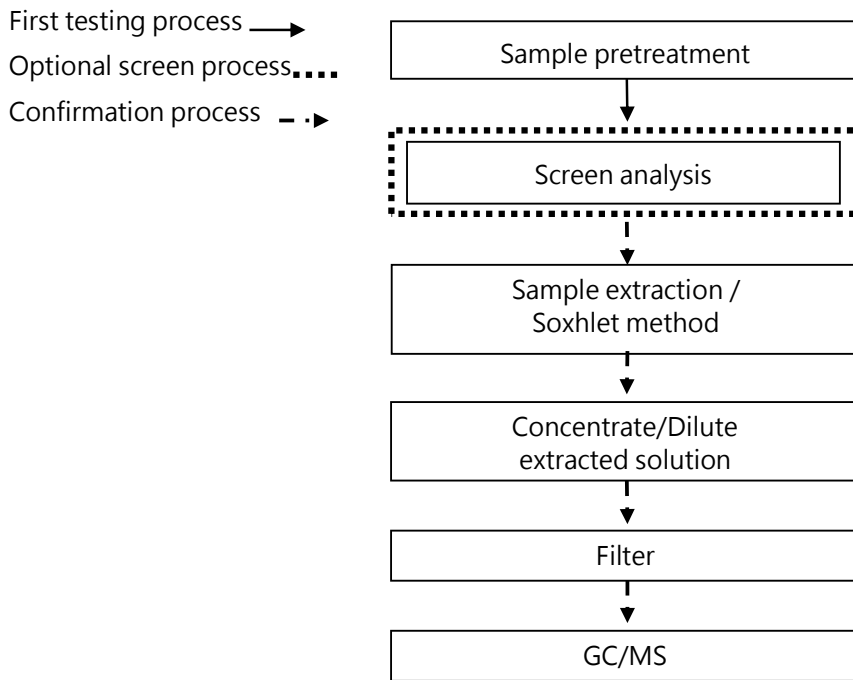 First testing process
Optional screen process
Confirmation process
Sample pretreatment
Screen analysis
Sample extraction /
Soxhlet method
Concentrate/Dilute
extracted solution
Filter
GC/MS